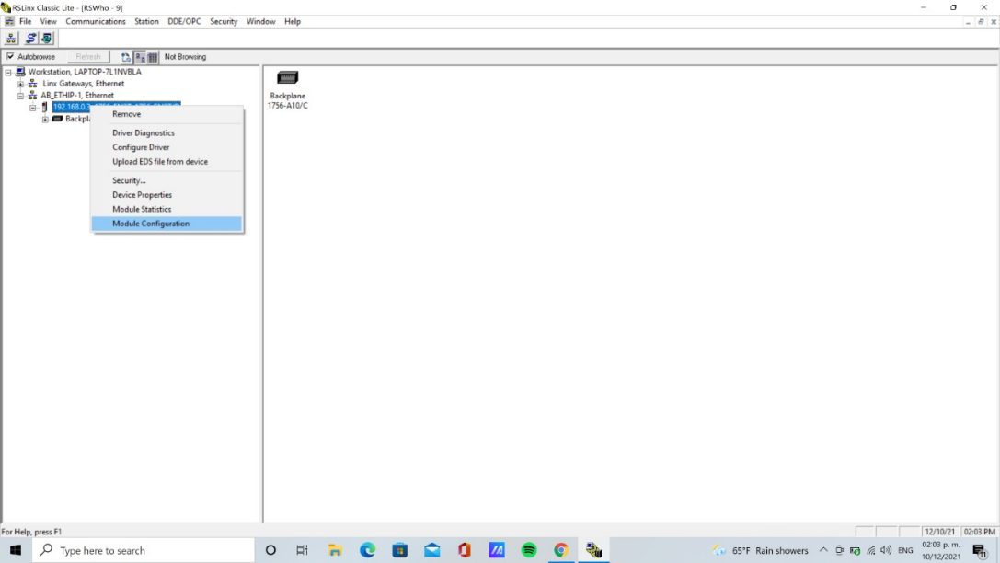 RSLinx Classic Lite - [RSWho - 9]
File View Communications Station DDE/OPC Security Window Help
Autobrowse Refresh Not Browsing
Workstation, LAPTOP-7L1NVBLA
Linx Gateways, Ethernet
AB_ETHIP-1, Ethernet
192.168.0.3
Backpla
Remove
Driver Diagnostics
Configure Driver
Upload EDS file from device
Security...
Device Properties
Module Statistics
Module Configuration
Backplane
1756-A10/C
For Help, press F1
12/10/21 02:03 PM
Type here to search
65°F Rain showers
ENG
02:03 p. m.
10/12/2021
11